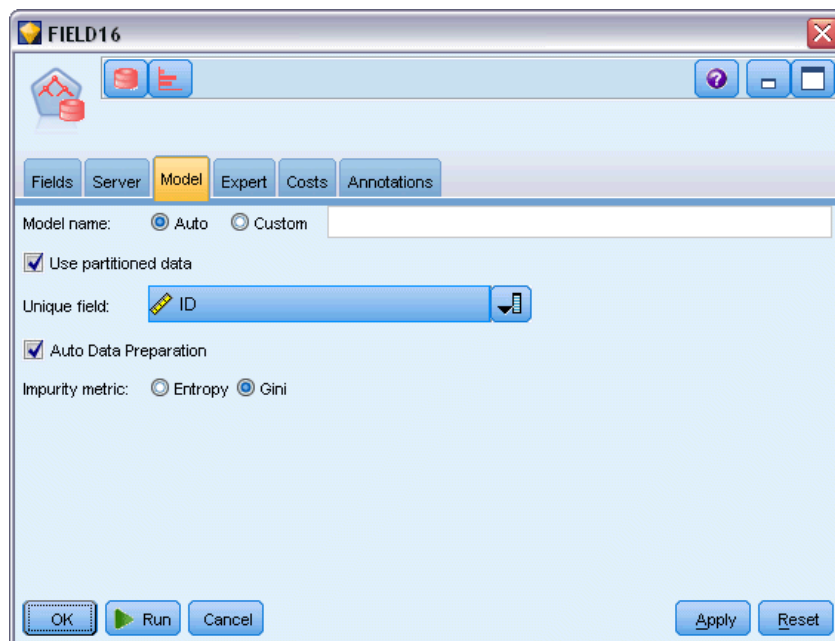 FIELD16
Fields Server Model Expert Costs Annotations
Model name: Auto Custom
Use partitioned data
Unique field: ID
Auto Data Preparation
Impurity metric: Entropy Gini
OK Run Cancel Apply Reset